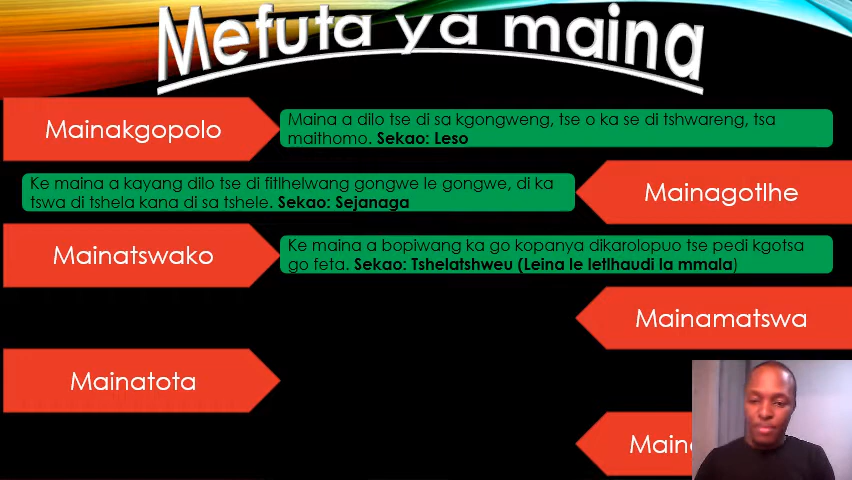 Mefuta ya maina
Mainakgopolo
Maina a dilo tse di sa kgongweng, tse o ka se di tshwareng, tsa
maithomo. Sekao: Leso
Ke maina a kayang dilo tse di fitlhelwang gongwe le gongwe, di ka
tswa di tshela kana di sa tshele. Sekao: Sejanaga
Mainagotlhe
Mainatswako
Ke maina a bopiwang ka go kopanya dikarolopuo tse pedi kgotsa
go feta. Sekao: Tshelatshweu (Leina le letlhaudi la mmala)
Mainamatswa
Mainatota